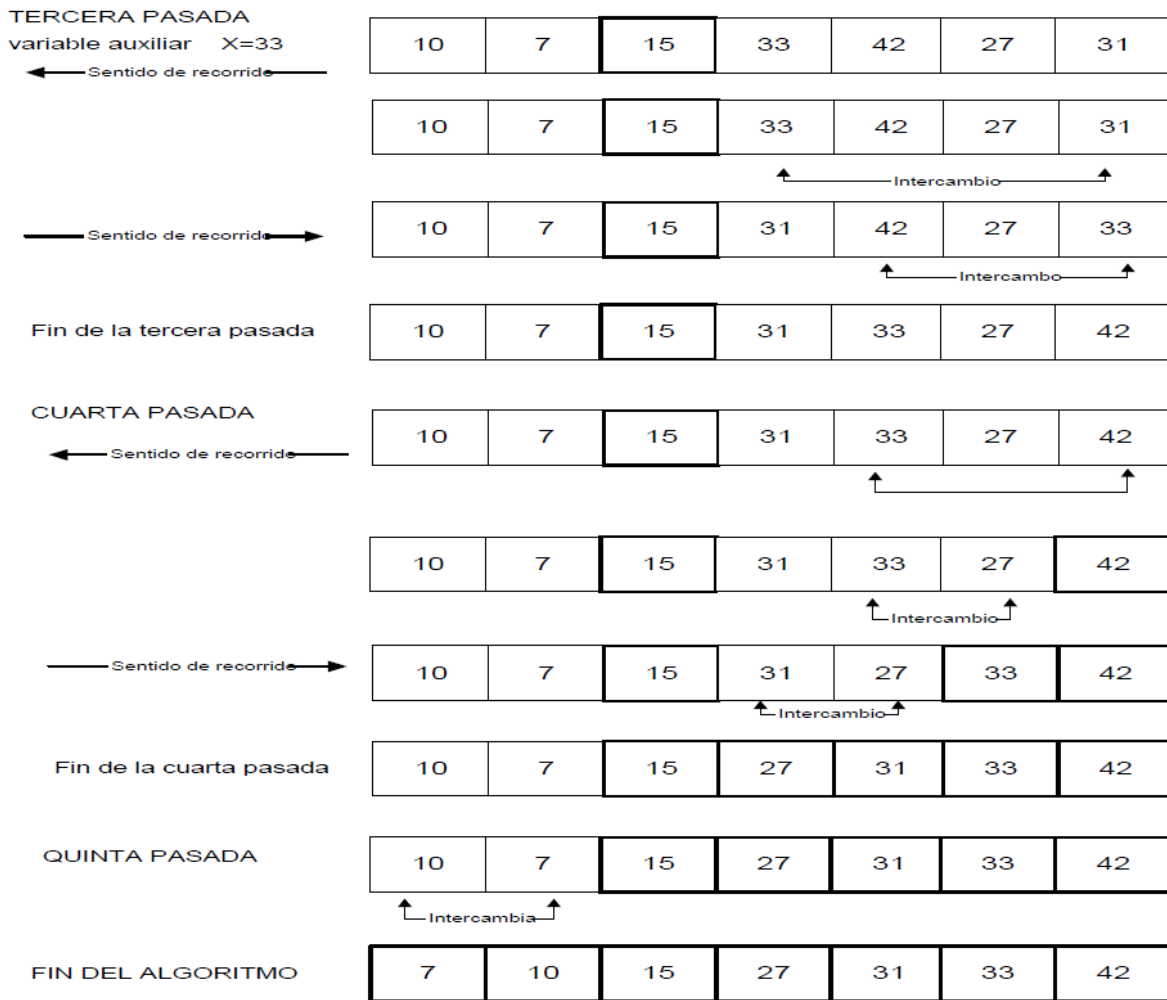 TERCERA PASADA
variable auxiliar X=33
Sentido de recorrido
10 7 15 33 42 27 31
10 7 15 33 42 27 31
Intercambio
Sentido de recorrido
10 7 15 31 42 27 33
Intercambo
Fin de la tercera pasada
10 7 15 31 33 27 42
CUARTA PASADA
Sentido de recorrido
10 7 15 31 33 27 42
10 7 15 31 33 27 42
Intercambio
Sentido de recorrido
10 7 15 31 27 33 42
Intercambio
Fin de la cuarta pasada
10 7 15 27 31 33 42
QUINTA PASADA
10 7 15 27 31 33 42
Intercambia
FIN DEL ALGORITMO
7 10 15 27 31 33 42